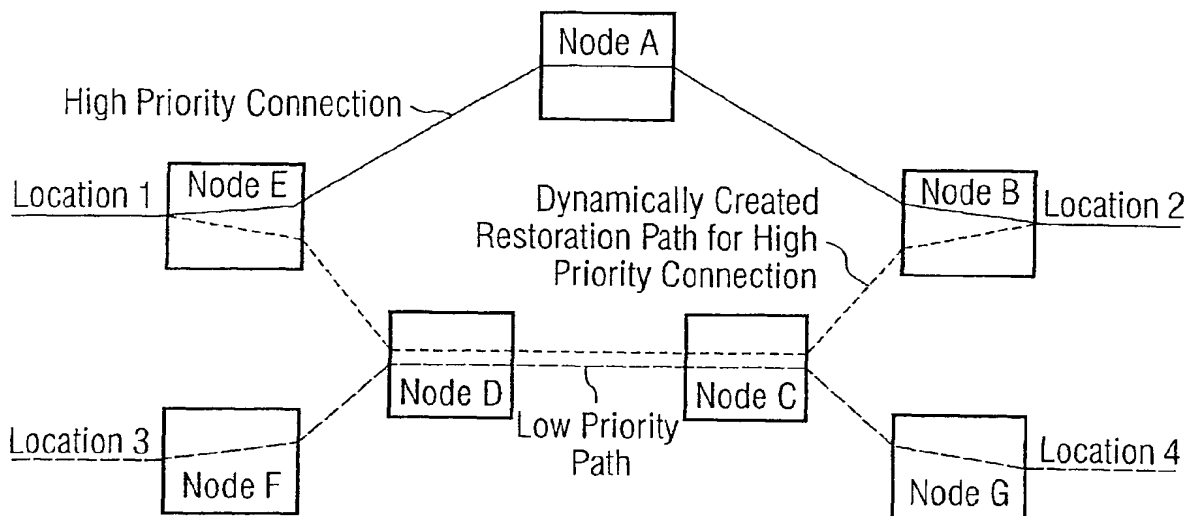 Node A
High Priority Connection
Location 1
Node E
Dynamically Created
Restoration Path for High
Priority Connection
Node B
Location 2
Node D
Node C
Low Priority
Path
Location 3
Node F
Location 4
Node G